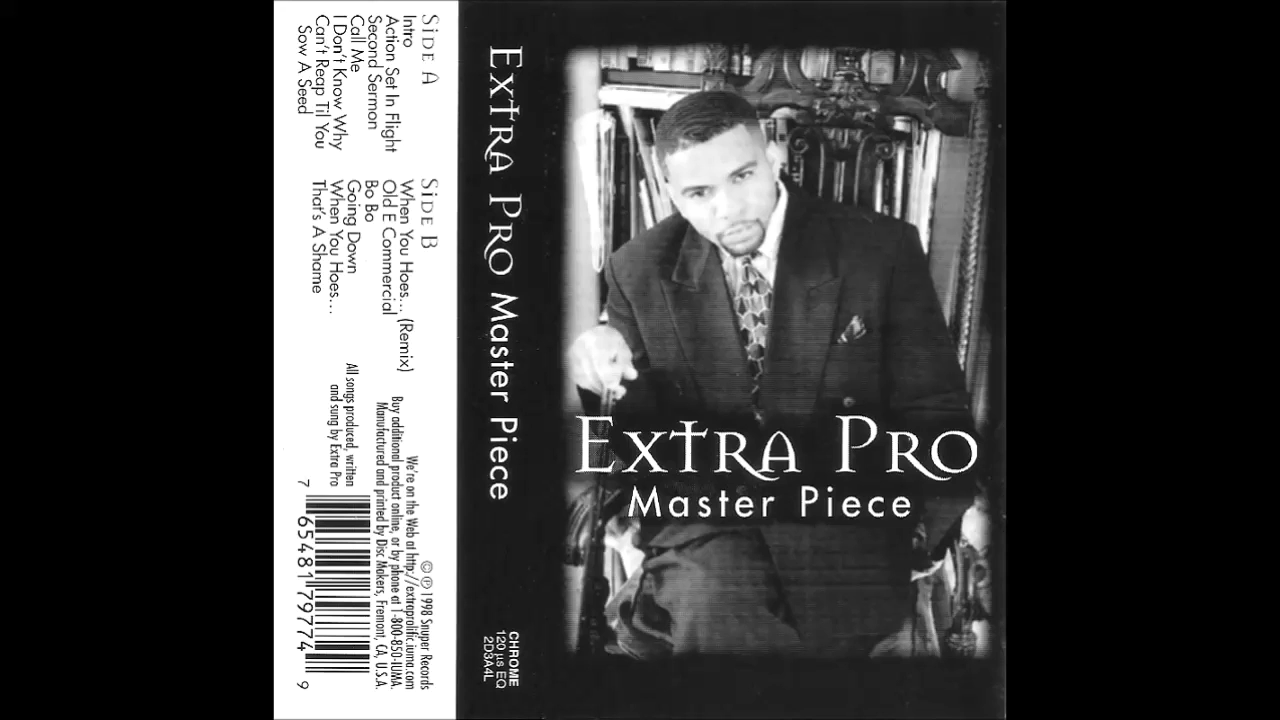 SIDE A
Intro
Action Set In Flight
Second Sermon
Call Me
I Don't Know Why
Can't Reap Til You
Sow A Seed
SIDE B
When You Hoes... (Remix)
Old E Commercial
Bo Bo
Going Down
When You Hoes...
That's A Shame
All songs produced, written
and sung by Extra Pro
© ℗ 1998 Snuper Records
We're on the Web at http://extraprolific.iuma.com
Buy additional product online, or by phone at 1-800-850-IUMA.
Manufactured and printed by Disc Makers, Fremont, CA, U.S.A.
7 65481 79774 9
EXTRA PRO Master Piece
CHROME
120 µs EQ
2D3A4L
EXTRA PRO
Master Piece